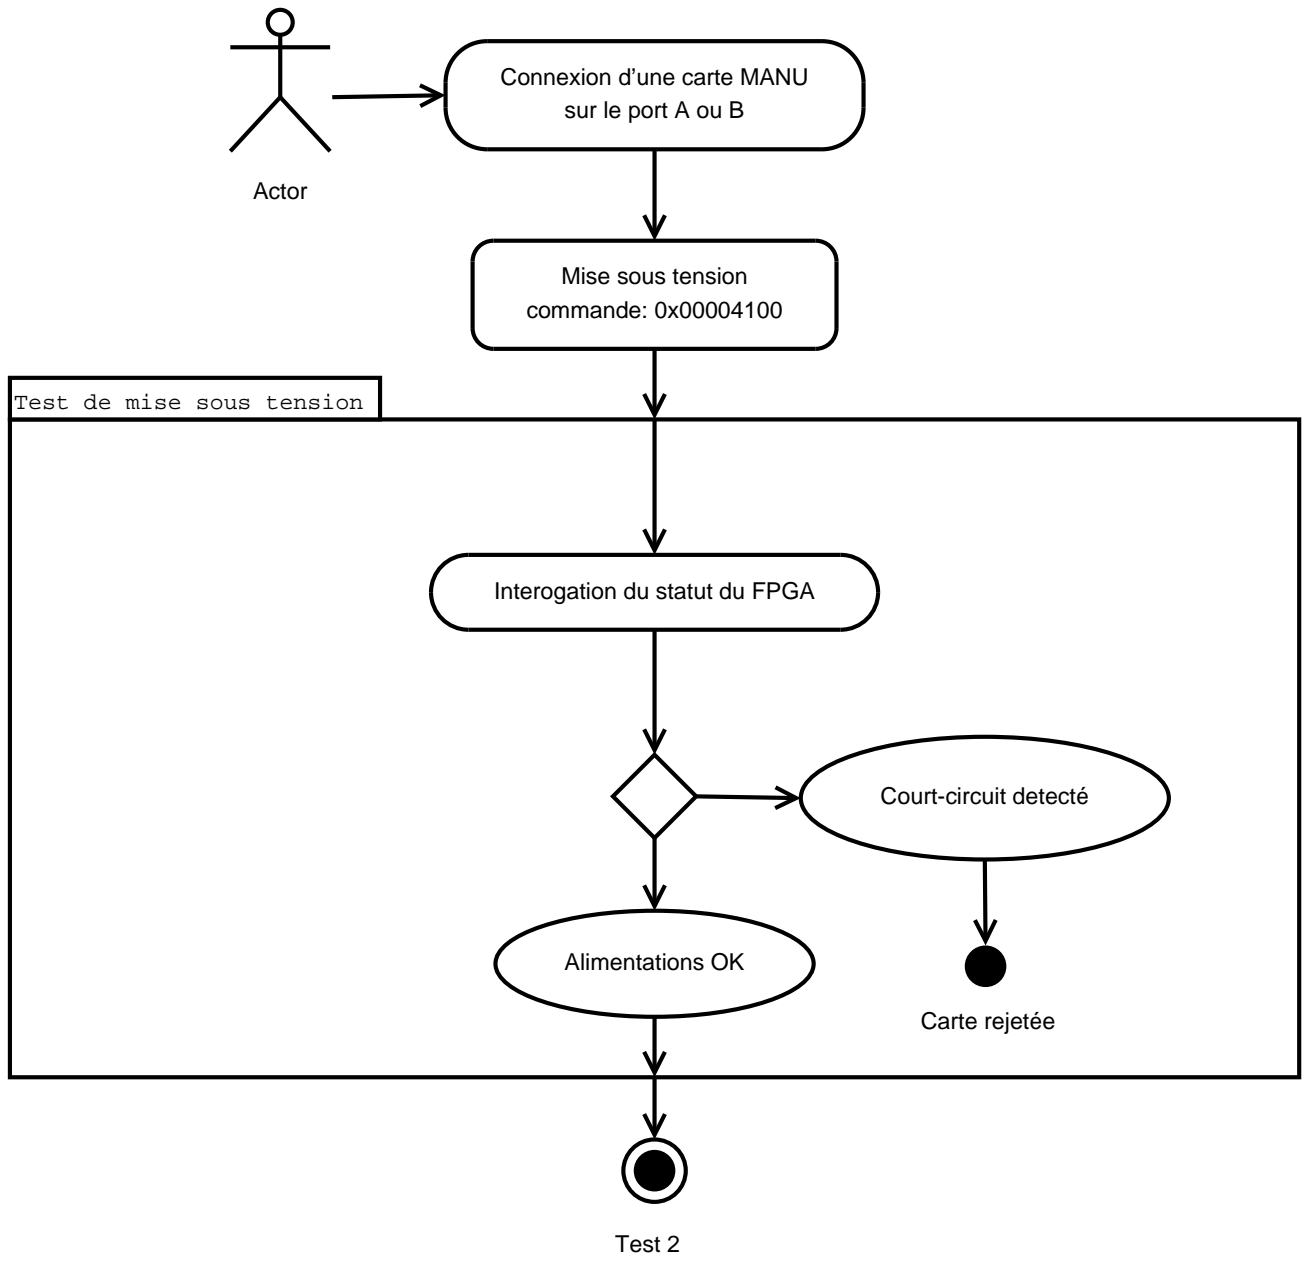 Connexion d’une carte MANU
sur le port A ou B
Actor
Mise sous tension
commande: 0x00004100
Test de mise sous tension
Interogation du statut du FPGA
Court-circuit detecté
Alimentations OK
Carte rejetée
Test 2